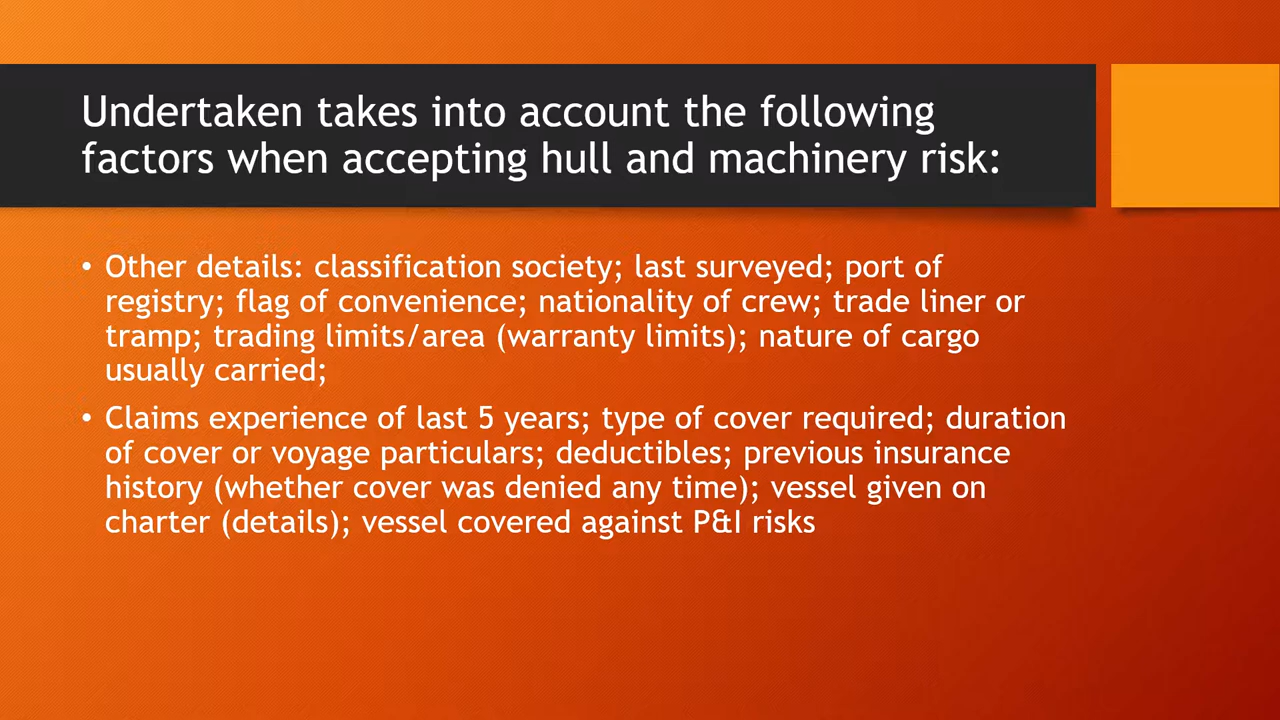 Undertaken takes into account the following
factors when accepting hull and machinery risk:
• Other details: classification society; last surveyed; port of
registry; flag of convenience; nationality of crew; trade liner or
tramp; trading limits/area (warranty limits); nature of cargo
usually carried;
• Claims experience of last 5 years; type of cover required; duration
of cover or voyage particulars; deductibles; previous insurance
history (whether cover was denied any time); vessel given on
charter (details); vessel covered against P&I risks